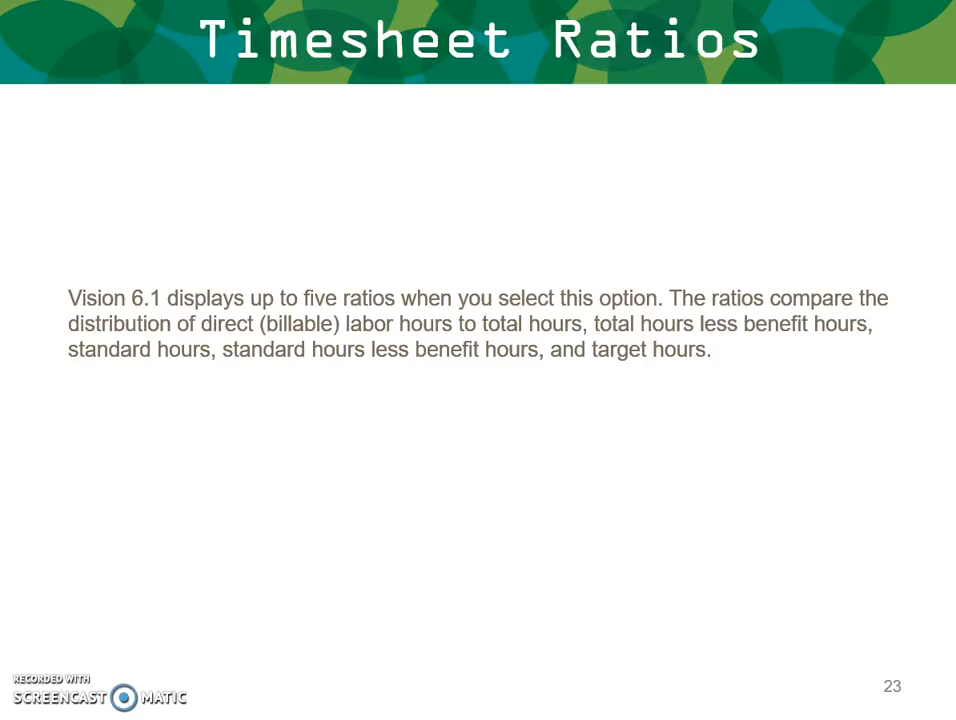 Timesheet Ratios
Vision 6.1 displays up to five ratios when you select this option. The ratios compare the
distribution of direct (billable) labor hours to total hours, total hours less benefit hours,
standard hours, standard hours less benefit hours, and target hours.
RECORDED WITH
SCREENCAST MATIC
23